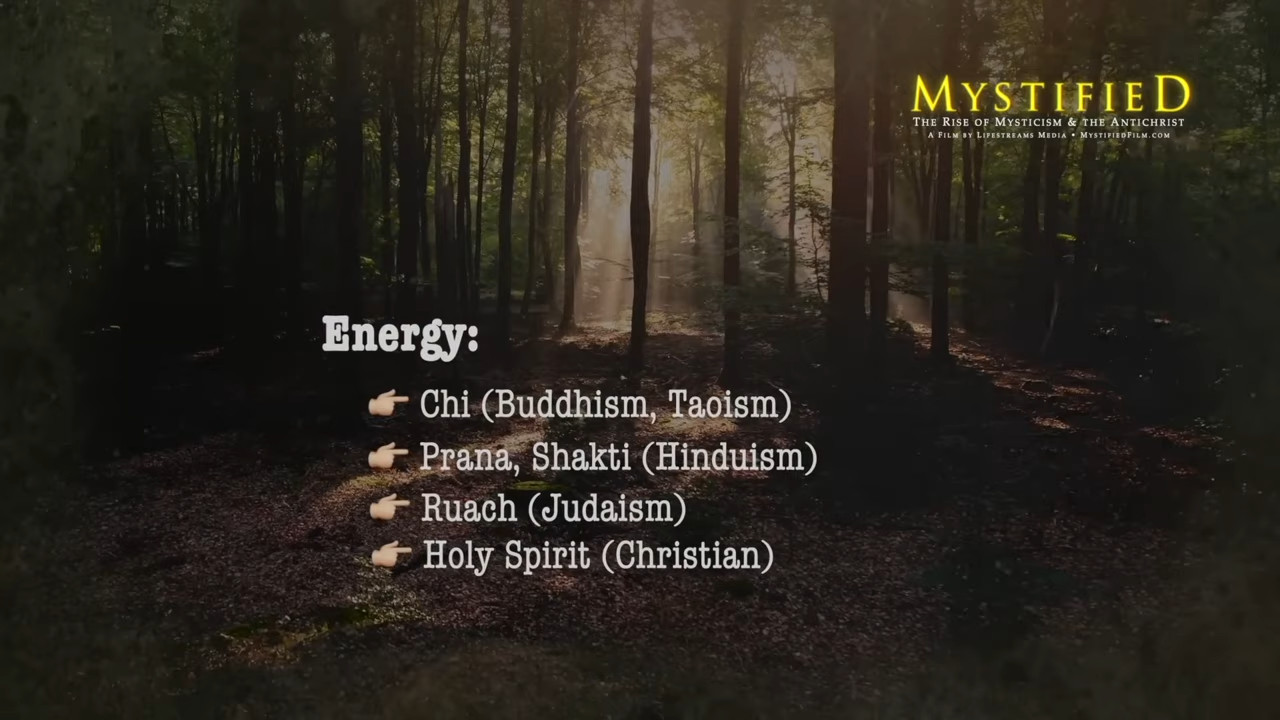 MYSTIFIED
THE RISE OF MYSTICISM & THE ANTICHRIST
A FILM BY LIFESTREAMS MEDIA • MYSTIFIEDFILM.COM
Energy:
Chi (Buddhism, Taoism)
Prana, Shakti (Hinduism)
Ruach (Judaism)
Holy Spirit (Christian)